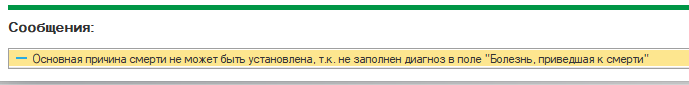 Сообщения:
Основная причина смерти не может быть установлена, т.к. не заполнен диагноз в поле "Болезнь, приведшая к смерти"